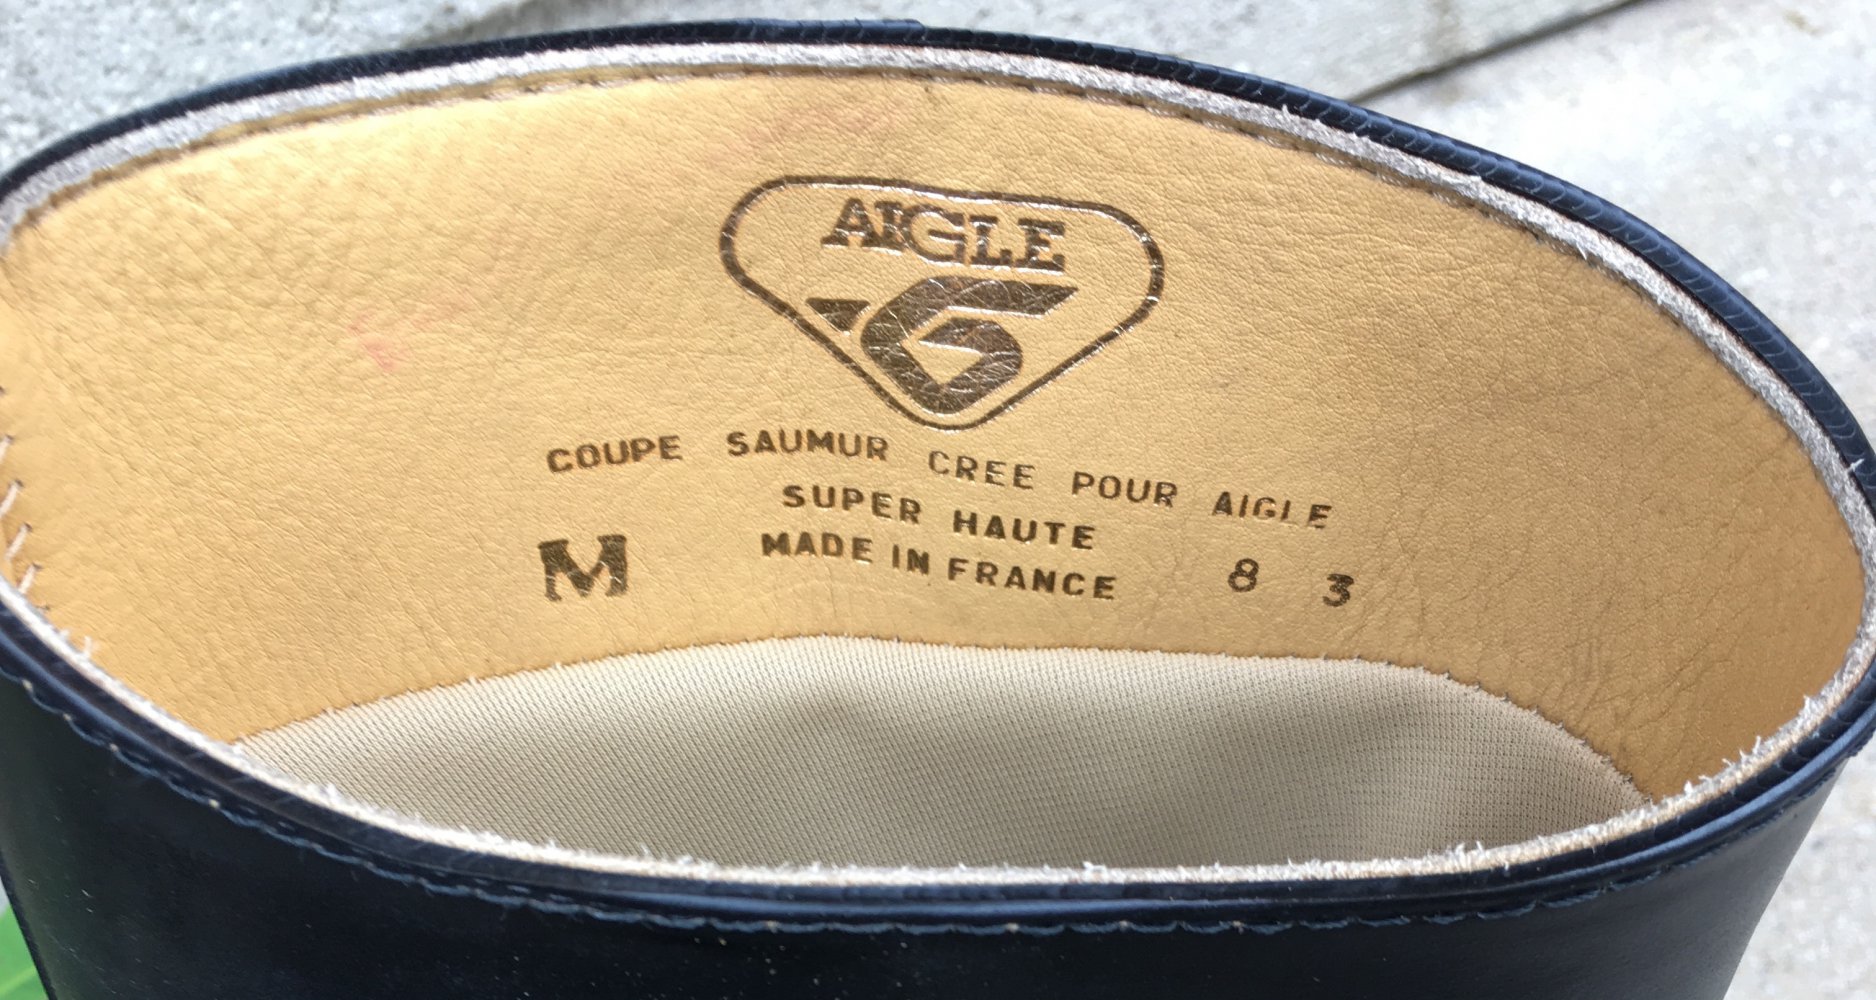 AIGLE
COUPE SAUMUR CREE POUR AIGLE
SUPER HAUTE
M MADE IN FRANCE 8 3